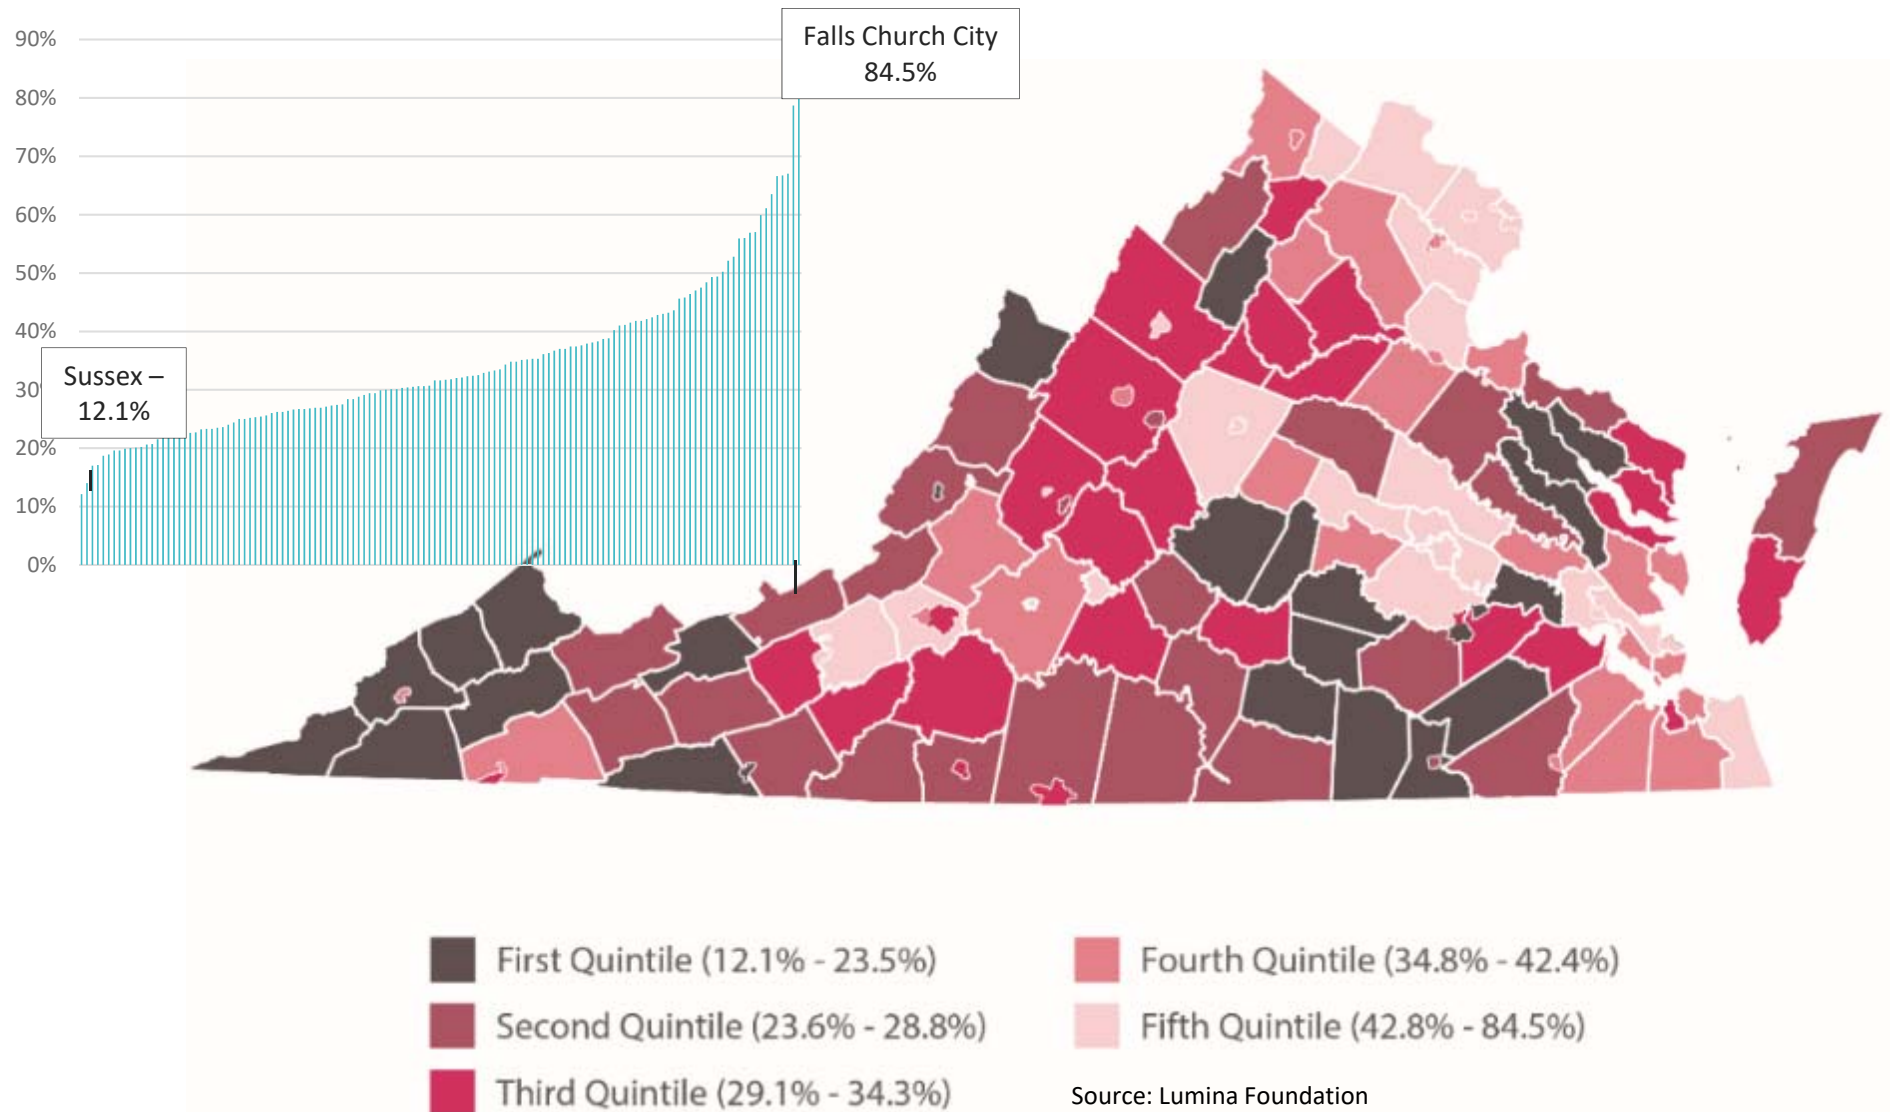 90%
80%
70%
60%
50%
40%
30%
20%
10%
0%
Falls Church City
84.5%
Sussex –
12.1%
First Quintile (12.1% - 23.5%)
Second Quintile (23.6% - 28.8%)
Third Quintile (29.1% - 34.3%)
Fourth Quintile (34.8% - 42.4%)
Fifth Quintile (42.8% - 84.5%)
Source: Lumina Foundation